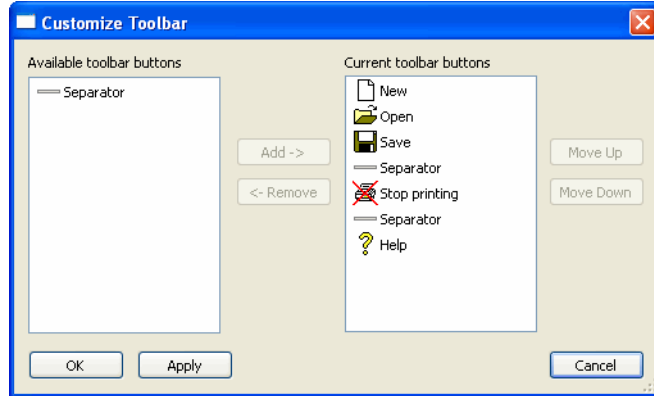 Customize Toolbar
Available toolbar buttons
Separator
Add ->
<- Remove
Current toolbar buttons
New
Open
Save
Separator
Stop printing
Separator
Help
Move Up
Move Down
OK
Apply
Cancel